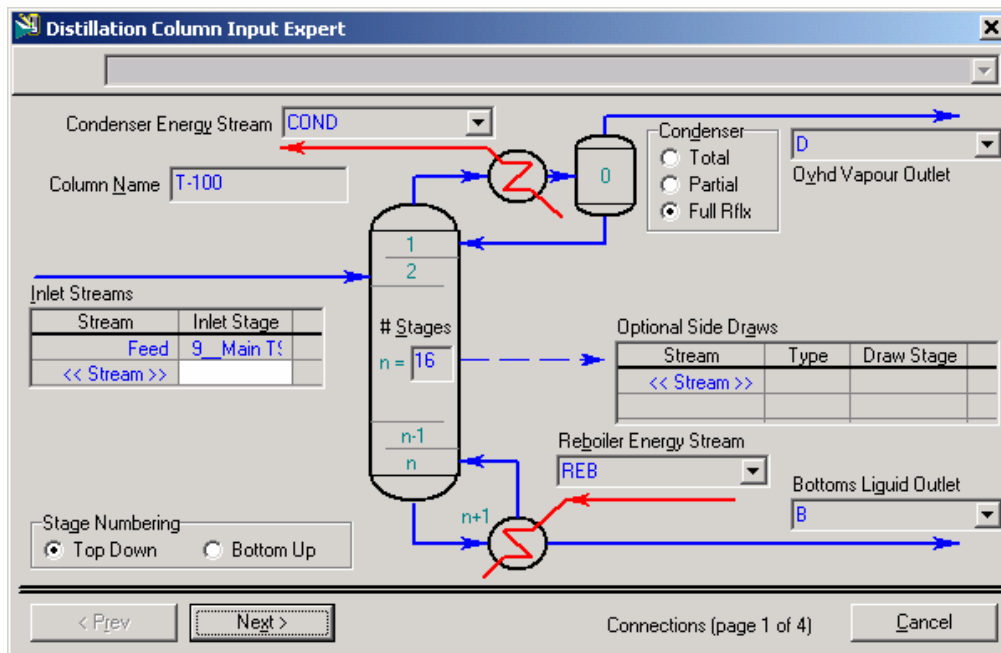 Distillation Column Input Expert
Condenser Energy Stream COND
Column Name T-100
Condenser
Total
Partial
Full Rflx
D
Ovhd Vapour Outlet
0
1
2
Inlet Streams
Stream Inlet Stage
Feed 9__Main TS
<< Stream >>
# Stages
n = 16
Optional Side Draws
Stream Type Draw Stage
<< Stream >>
n-1
n
n+1
Reboiler Energy Stream
REB
Bottoms Liquid Outlet
B
Stage Numbering
Top Down Bottom Up
< Prev Next > Connections (page 1 of 4) Cancel